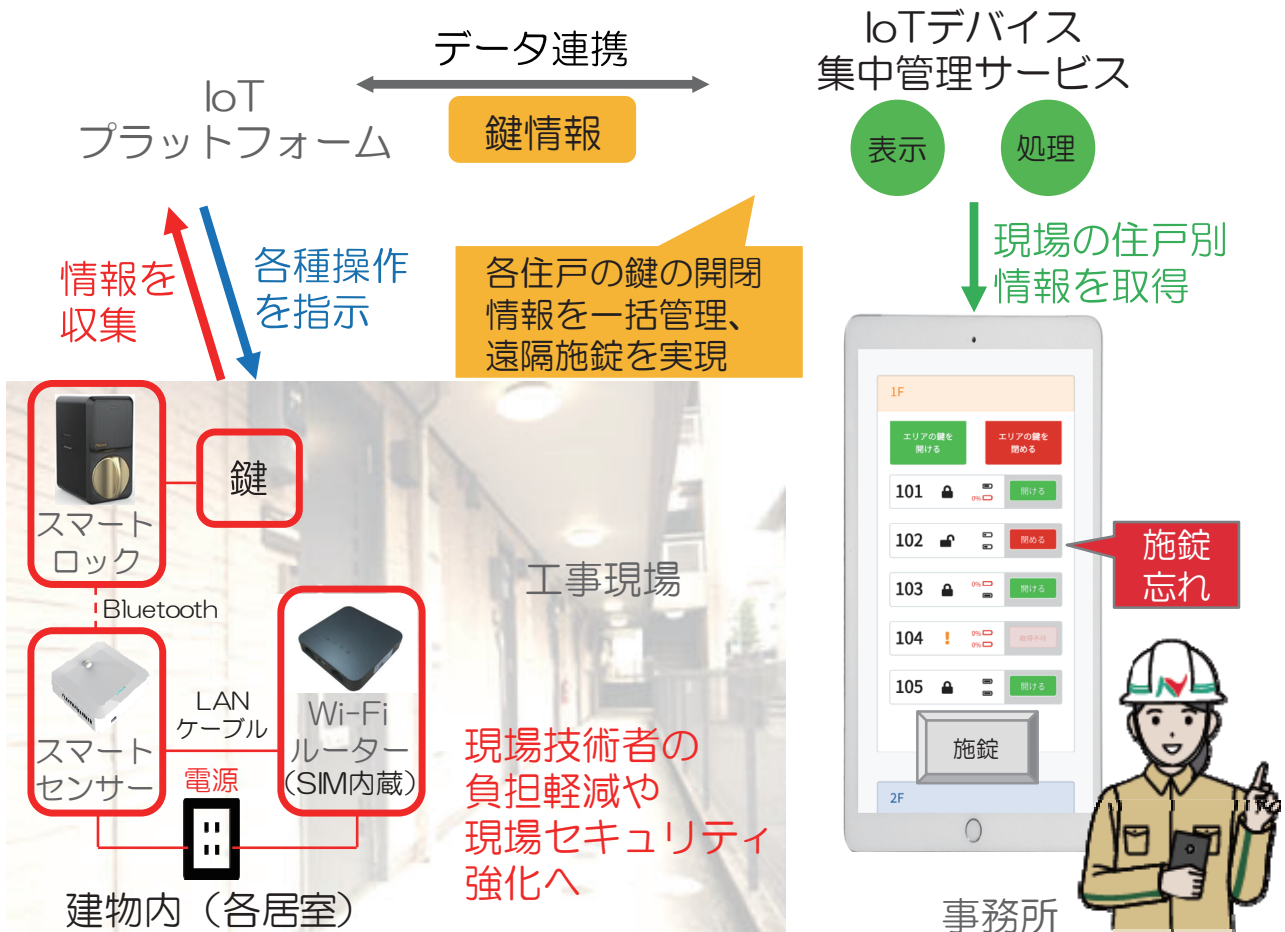 データ連携
鍵情報
IoT
プラットフォーム
IoTデバイス
集中管理サービス
表示
処理
情報を
収集
各種操作
を指示
各住戸の鍵の開閉
情報を一括管理、
遠隔施錠を実現
現場の住戸別
情報を取得
スマート
ロック
鍵
Bluetooth
スマート
センサー
LAN
ケーブル
電源
Wi-Fi
ルーター
(SIM内蔵)
工事現場
現場技術者の
負担軽減や
現場セキュリティ
強化へ
建物内(各居室)
1F
エリアの鍵を
開ける
エリアの鍵を
閉める
101 0% 開ける
102 閉める
103 0% 開ける
104 ! 0% 0% 取得不可
105 開ける
施錠
2F
施錠
忘れ
事務所